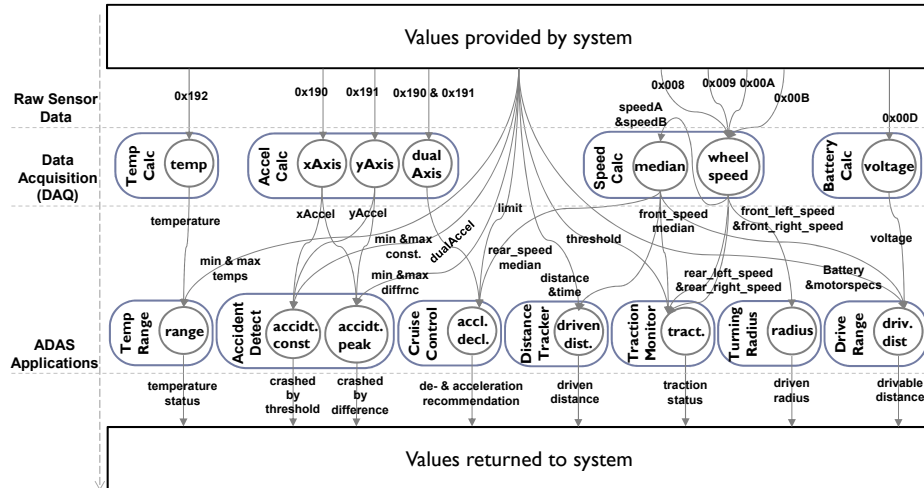 Values provided by system
Raw Sensor
Data
0x192
0x190
0x191
0x190 & 0x191
0x008
0x009
0x00A
0x00B
0x00D
speedA
&speedB
Data
Acquisition
(DAQ)
Temp
Calc
temp
Accel
Calc
xAxis
yAxis
dual
Axis
Speed
Calc
median
wheel
speed
Battery
Calc
voltage
temperature
xAccel
yAccel
dualAccel
limit
threshold
front_speed
median
front_left_speed
&front_right_speed
voltage
min & max
temps
min &max
const.
min &max
diffrnc
rear_speed
median
distance
&time
rear_left_speed
&rear_right_speed
Battery
&motorspecs
ADAS
Applications
Temp
Range
range
Accident
Detect
accidt.
const
accidt.
peak
Cruise
Control
accl.
decl.
Distance
Tracker
driven
dist.
Traction
Monitor
tract.
Turning
Radius
radius
Drive
Range
driv.
dist
temperature
status
crashed
by
threshold
crashed
by
difference
de- & acceleration
recommendation
driven
distance
traction
status
driven
radius
drivable
distance
Values returned to system